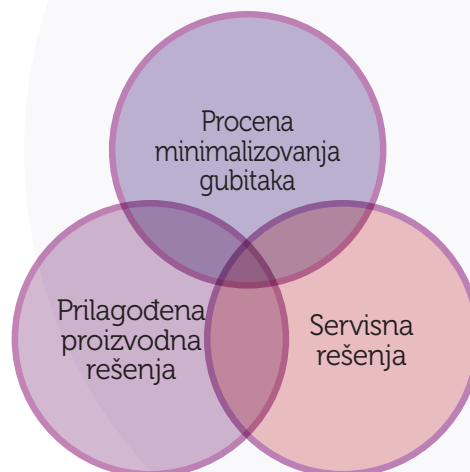 Procena
minimalizovanja
gubitaka
Prilagođena
proizvodna
rešenja
Servisna
rešenja